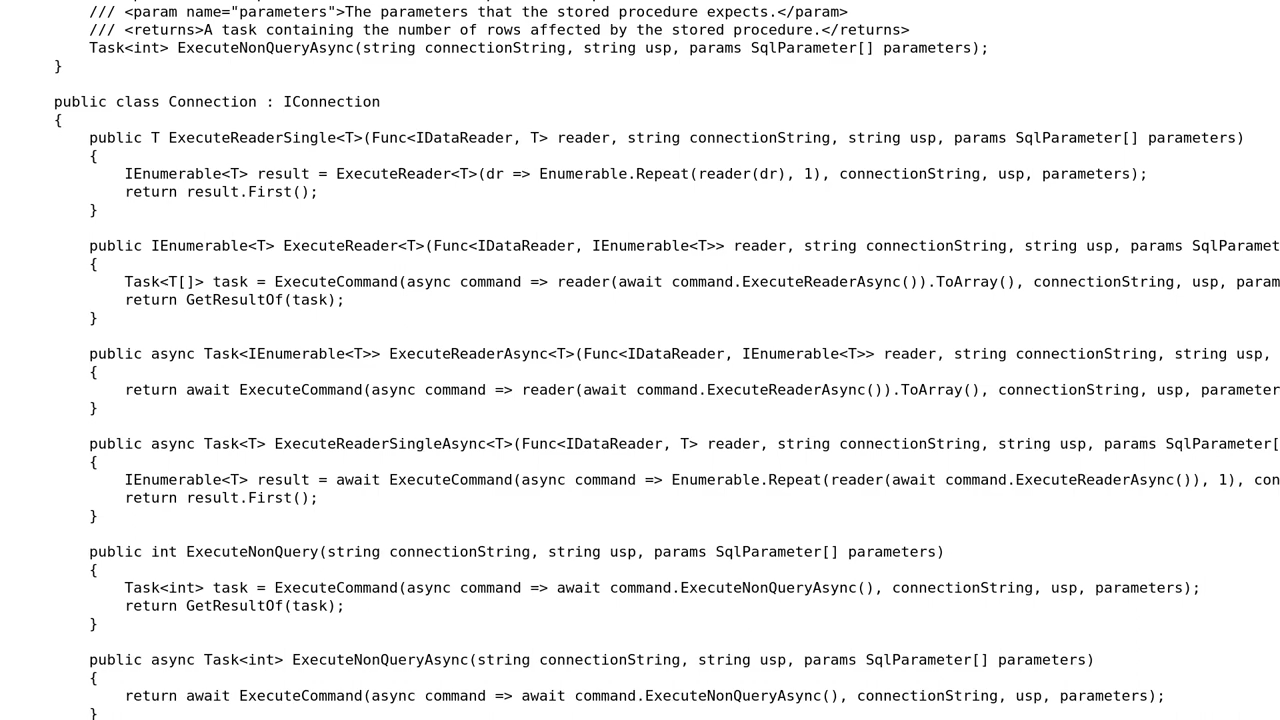 /// <param name="parameters">The parameters that the stored procedure expects.</param>
/// <returns>A task containing the number of rows affected by the stored procedure.</returns>
Task<int> ExecuteNonQueryAsync(string connectionString, string usp, params SqlParameter[] parameters);
}
public class Connection : IConnection
{
public T ExecuteReaderSingle<T>(Func<IDataReader, T> reader, string connectionString, string usp, params SqlParameter[] parameters)
{
IEnumerable<T> result = ExecuteReader<T>(dr => Enumerable.Repeat(reader(dr), 1), connectionString, usp, parameters);
return result.First();
}
public IEnumerable<T> ExecuteReader<T>(Func<IDataReader, IEnumerable<T>> reader, string connectionString, string usp, params SqlParamet
{
Task<T[]> task = ExecuteCommand(async command => reader(await command.ExecuteReaderAsync()).ToArray(), connectionString, usp, param
return GetResultOf(task);
}
public async Task<IEnumerable<T>> ExecuteReaderAsync<T>(Func<IDataReader, IEnumerable<T>> reader, string connectionString, string usp,
{
return await ExecuteCommand(async command => reader(await command.ExecuteReaderAsync()).ToArray(), connectionString, usp, parameter
}
public async Task<T> ExecuteReaderSingleAsync<T>(Func<IDataReader, T> reader, string connectionString, string usp, params SqlParameter[
{
IEnumerable<T> result = await ExecuteCommand(async command => Enumerable.Repeat(reader(await command.ExecuteReaderAsync()), 1), con
return result.First();
}
public int ExecuteNonQuery(string connectionString, string usp, params SqlParameter[] parameters)
{
Task<int> task = ExecuteCommand(async command => await command.ExecuteNonQueryAsync(), connectionString, usp, parameters);
return GetResultOf(task);
}
public async Task<int> ExecuteNonQueryAsync(string connectionString, string usp, params SqlParameter[] parameters)
{
return await ExecuteCommand(async command => await command.ExecuteNonQueryAsync(), connectionString, usp, parameters);
}